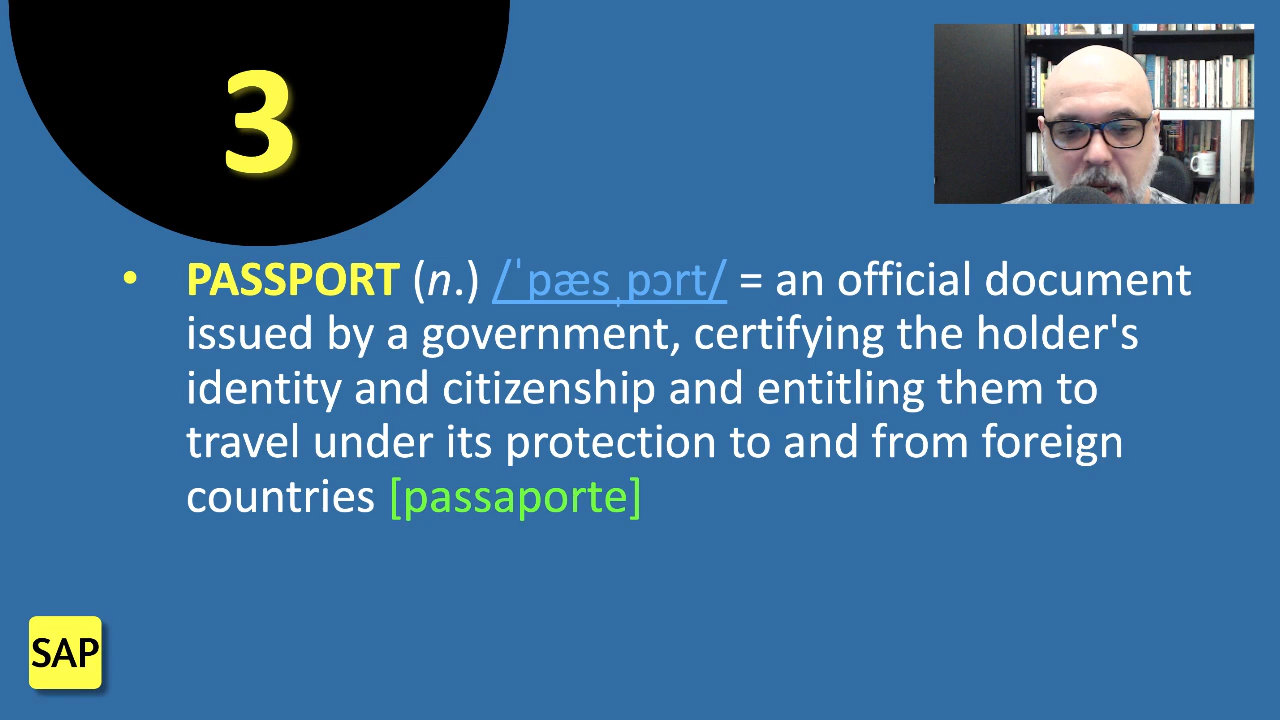 3
• PASSPORT (n.) /ˈpæsˌpɔrt/ = an official document
issued by a government, certifying the holder's
identity and citizenship and entitling them to
travel under its protection to and from foreign
countries [passaporte]
SAP